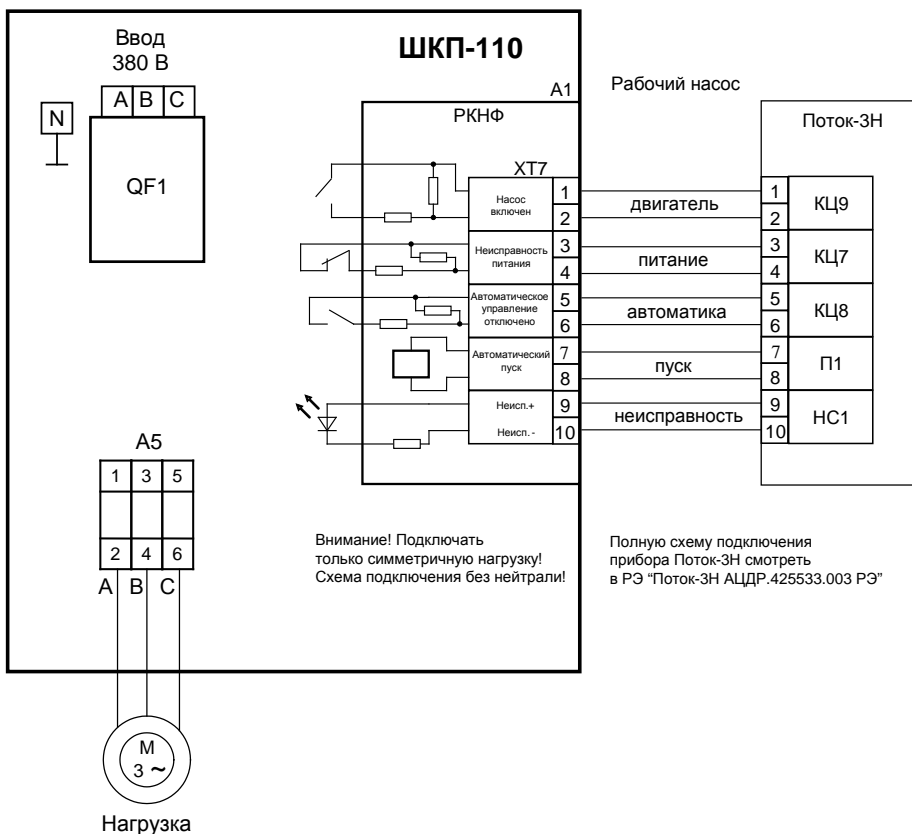 Ввод
380 В
ШКП-110
A B C
N
QF1
A1
РКНФ
XT7
Насос
включен
1
2
Неисправность
питания
3
4
Автоматическое
управление
отключено
5
6
Автоматический
пуск
7
8
Неисп.+
9
Неисп. -
10
двигатель
питание
автоматика
пуск
неисправность
Рабочий насос
Поток-3Н
1
2
КЦ9
3
4
КЦ7
5
6
КЦ8
7
8
П1
9
10
НС1
A5
1 3 5
2 4 6
A B C
Внимание! Подключать
только симметричную нагрузку!
Схема подключения без нейтрали!
Полную схему подключения
прибора Поток-3Н смотреть
в РЭ “Поток-3Н АЦДР.425533.003 РЭ”
M
3 ~
Нагрузка